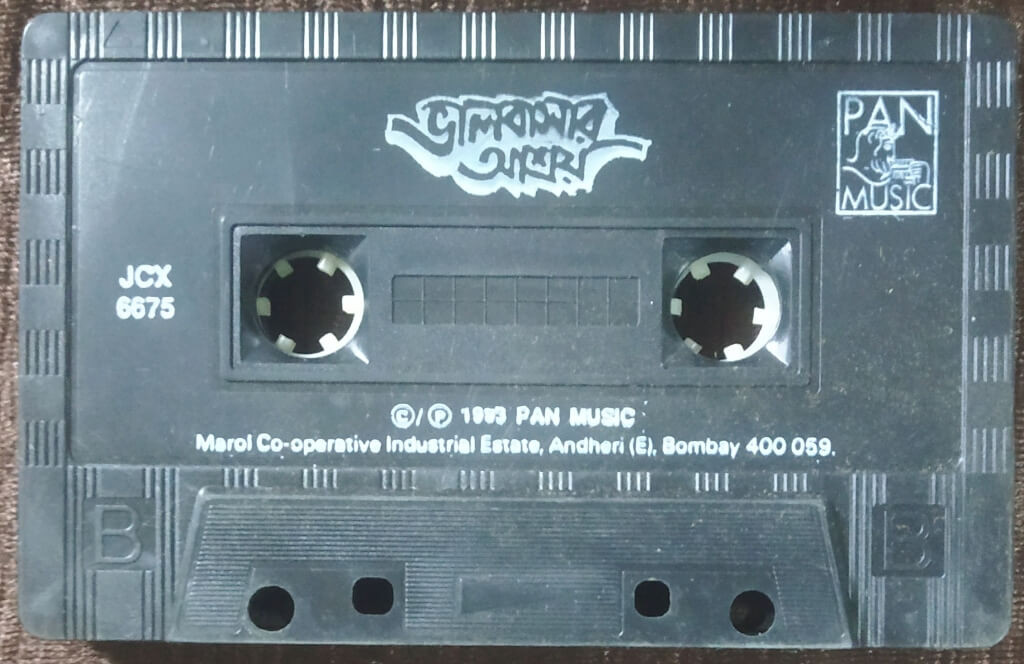 ভালবাসার
আশ্রয়
PAN
MUSIC
JCX
6675
©/℗ 1993 PAN MUSIC
Marol Co-operative Industrial Estate, Andheri (E), Bombay 400 059.
B B